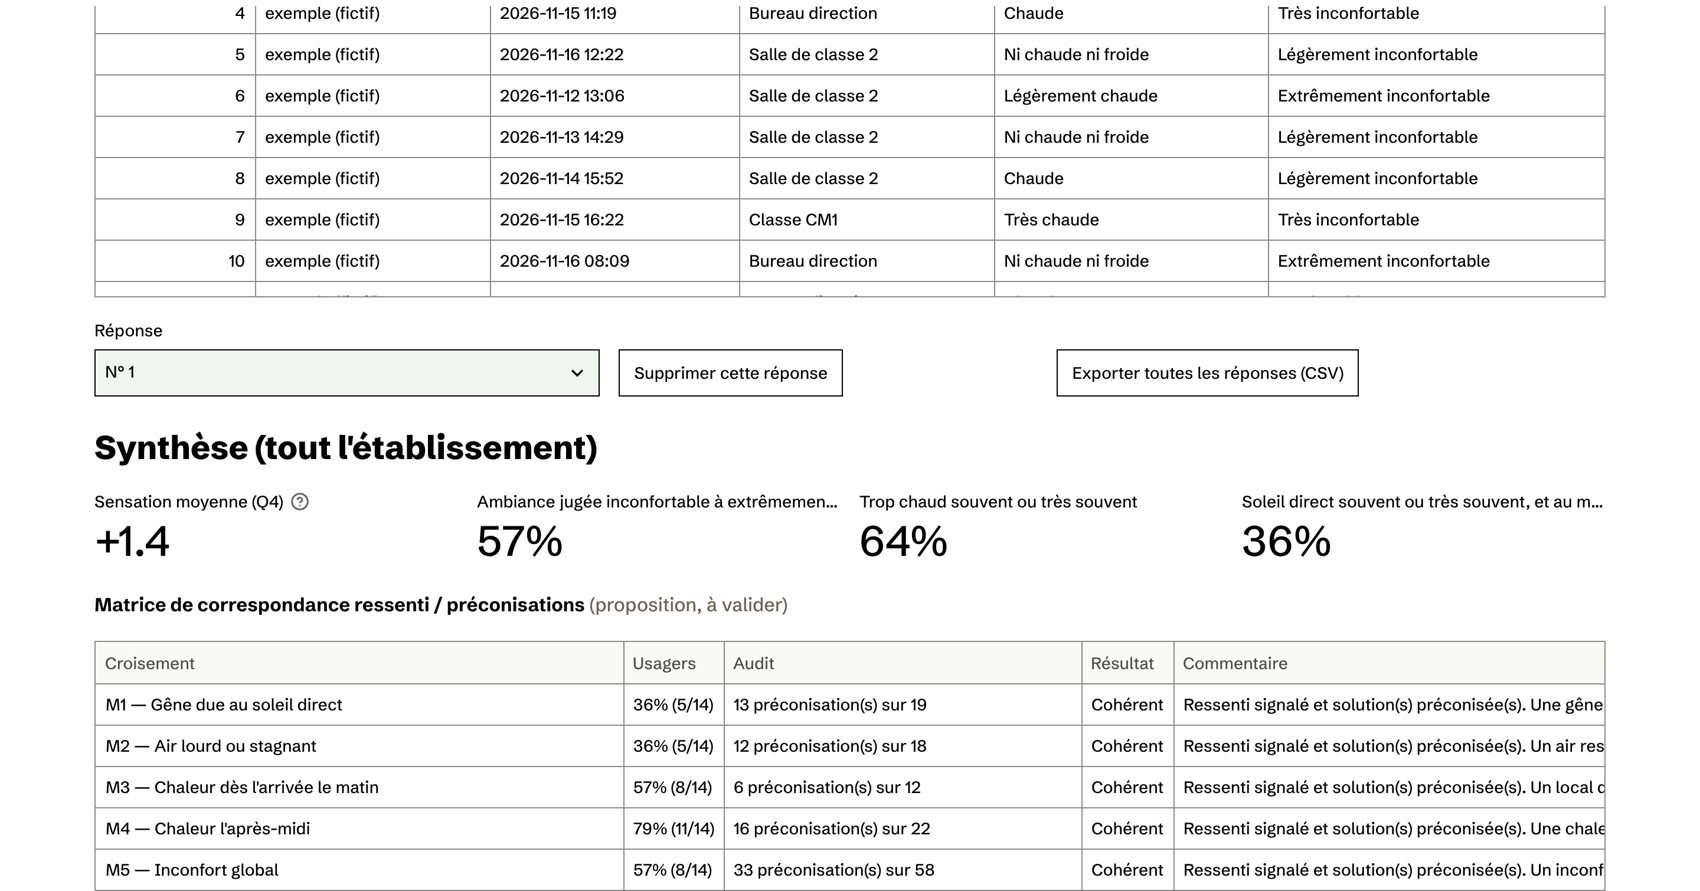 4 exemple (fictif) 2026-11-15 11:19 Bureau direction Chaude Très inconfortable
5 exemple (fictif) 2026-11-16 12:22 Salle de classe 2 Ni chaude ni froide Légèrement inconfortable
6 exemple (fictif) 2026-11-12 13:06 Salle de classe 2 Légèrement chaude Extrêmement inconfortable
7 exemple (fictif) 2026-11-13 14:29 Salle de classe 2 Ni chaude ni froide Légèrement inconfortable
8 exemple (fictif) 2026-11-14 15:52 Salle de classe 2 Chaude Légèrement inconfortable
9 exemple (fictif) 2026-11-15 16:22 Classe CM1 Très chaude Très inconfortable
10 exemple (fictif) 2026-11-16 08:09 Bureau direction Ni chaude ni froide Extrêmement inconfortable
Réponse
N° 1 Supprimer cette réponse Exporter toutes les réponses (CSV)
Synthèse (tout l'établissement)
Sensation moyenne (Q4) Ambiance jugée inconfortable à extrêmemen... Trop chaud souvent ou très souvent Soleil direct souvent ou très souvent, et au m...
+1.4 57% 64% 36%
Matrice de correspondance ressenti / préconisations (proposition, à valider)
Croisement Usagers Audit Résultat Commentaire
M1 — Gêne due au soleil direct 36% (5/14) 13 préconisation(s) sur 19 Cohérent Ressenti signalé et solution(s) préconisée(s). Une gêne
M2 — Air lourd ou stagnant 36% (5/14) 12 préconisation(s) sur 18 Cohérent Ressenti signalé et solution(s) préconisée(s). Un air res
M3 — Chaleur dès l'arrivée le matin 57% (8/14) 6 préconisation(s) sur 12 Cohérent Ressenti signalé et solution(s) préconisée(s). Un local
M4 — Chaleur l'après-midi 79% (11/14) 16 préconisation(s) sur 22 Cohérent Ressenti signalé et solution(s) préconisée(s). Une chale
M5 — Inconfort global 57% (8/14) 33 préconisation(s) sur 58 Cohérent Ressenti signalé et solution(s) préconisée(s). Un inconf